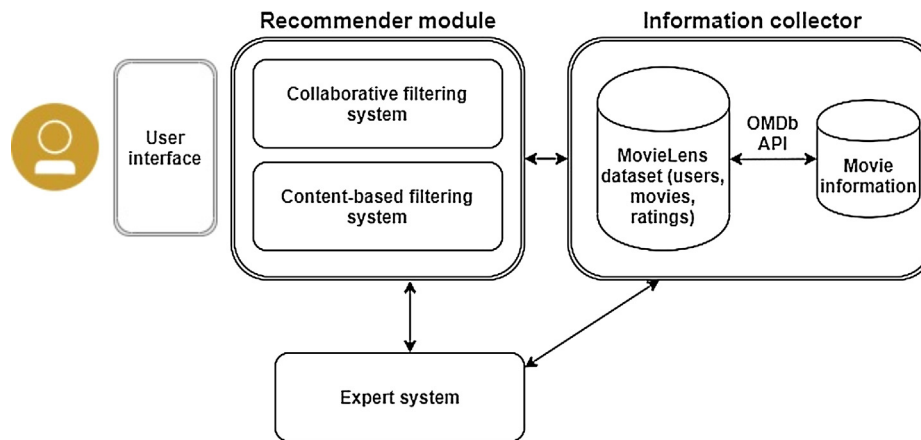 Recommender module
Information collector
User
interface
Collaborative filtering
system
Content-based filtering
system
MovieLens
dataset (users,
movies,
ratings)
OMDb
API
Movie
information
Expert system